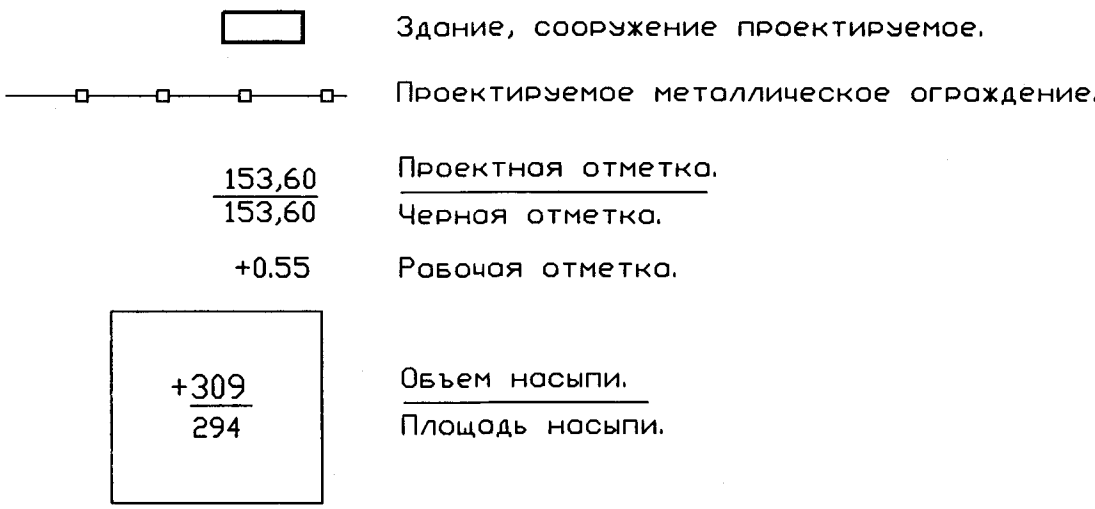 Здание, сооружение проектируемое.
Проектируемое металлическое ограждение.
153,60 Проектная отметка.
153,60 Черная отметка.
+0.55 Рабочая отметка.
+309 Объем насыпи.
294 Площадь насыпи.